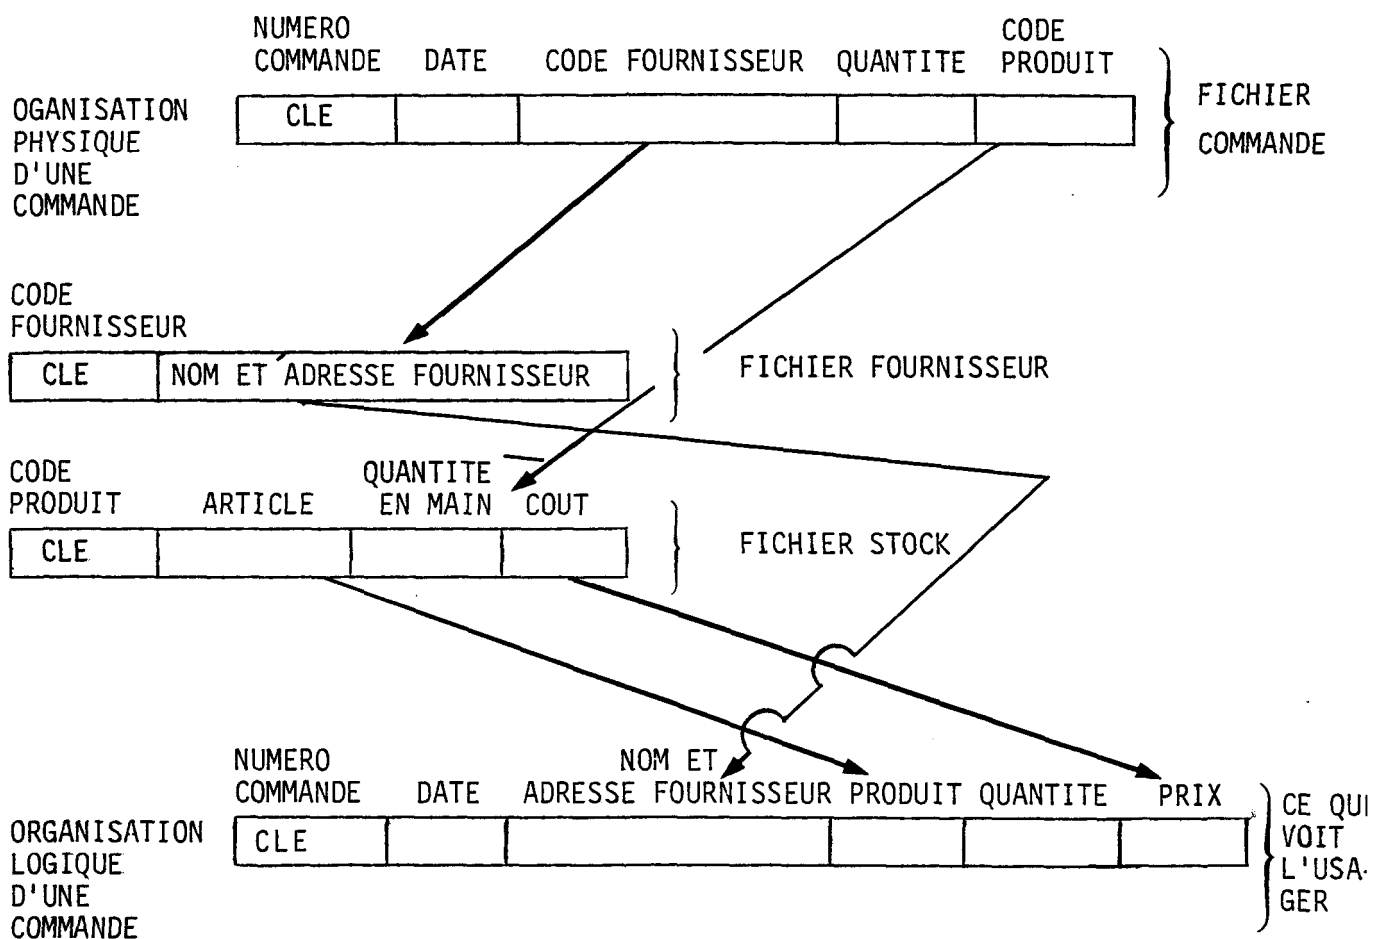 NUMERO
COMMANDE DATE CODE FOURNISSEUR QUANTITE CODE
PRODUIT
OGANISATION
PHYSIQUE
D'UNE
COMMANDE
CLE
FICHIER
COMMANDE
CODE
FOURNISSEUR
CLE NOM ET ADRESSE FOURNISSEUR
FICHIER FOURNISSEUR
CODE
PRODUIT ARTICLE QUANTITE
EN MAIN COUT
CLE
FICHIER STOCK
NUMERO
COMMANDE DATE NOM ET
ADRESSE FOURNISSEUR PRODUIT QUANTITE PRIX
ORGANISATION
LOGIQUE
D'UNE
COMMANDE
CLE
CE QUI
VOIT
L'USA-
GER